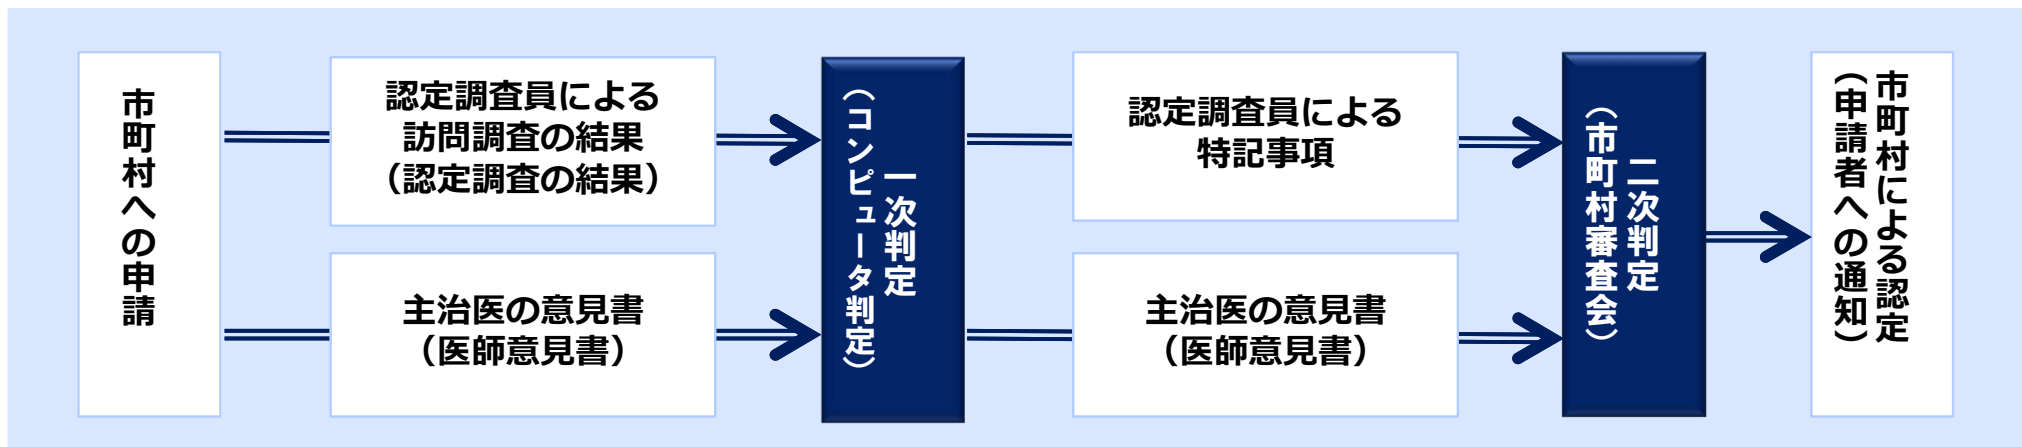 市町村への申請
認定調査員による
訪問調査の結果
（認定調査の結果）
主治医の意見書
（医師意見書）
一次判定
（コンピュータ判定）
認定調査員による
特記事項
主治医の意見書
（医師意見書）
二次判定
（市町村審査会）
市町村による認定
（申請者への通知）